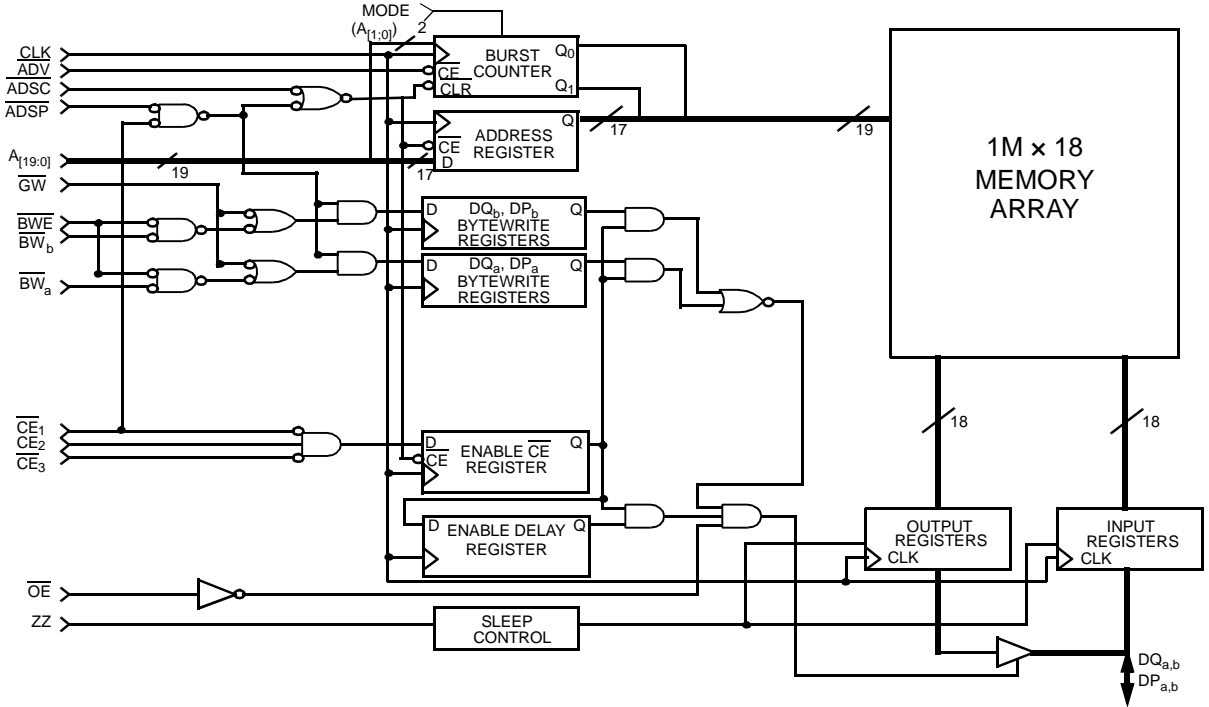 MODE
(A[1;0])
2
CLK
ADV
ADSC
ADSP
A[19:0]
19
GW
BWE
BWb
BWa
CE1
CE2
CE3
OE
ZZ
BURST
COUNTER
CE
CLR
Q0
Q1
ADDRESS
REGISTER
CE
D
Q
17
17
19
1M × 18
MEMORY
ARRAY
D
DQb, DPb
BYTEWRITE
REGISTERS
Q
D
DQa, DPa
BYTEWRITE
REGISTERS
Q
D
ENABLE CE
REGISTER
CE
Q
D
ENABLE DELAY
REGISTER
Q
SLEEP
CONTROL
18
18
OUTPUT
REGISTERS
CLK
INPUT
REGISTERS
CLK
DQa,b
DPa,b